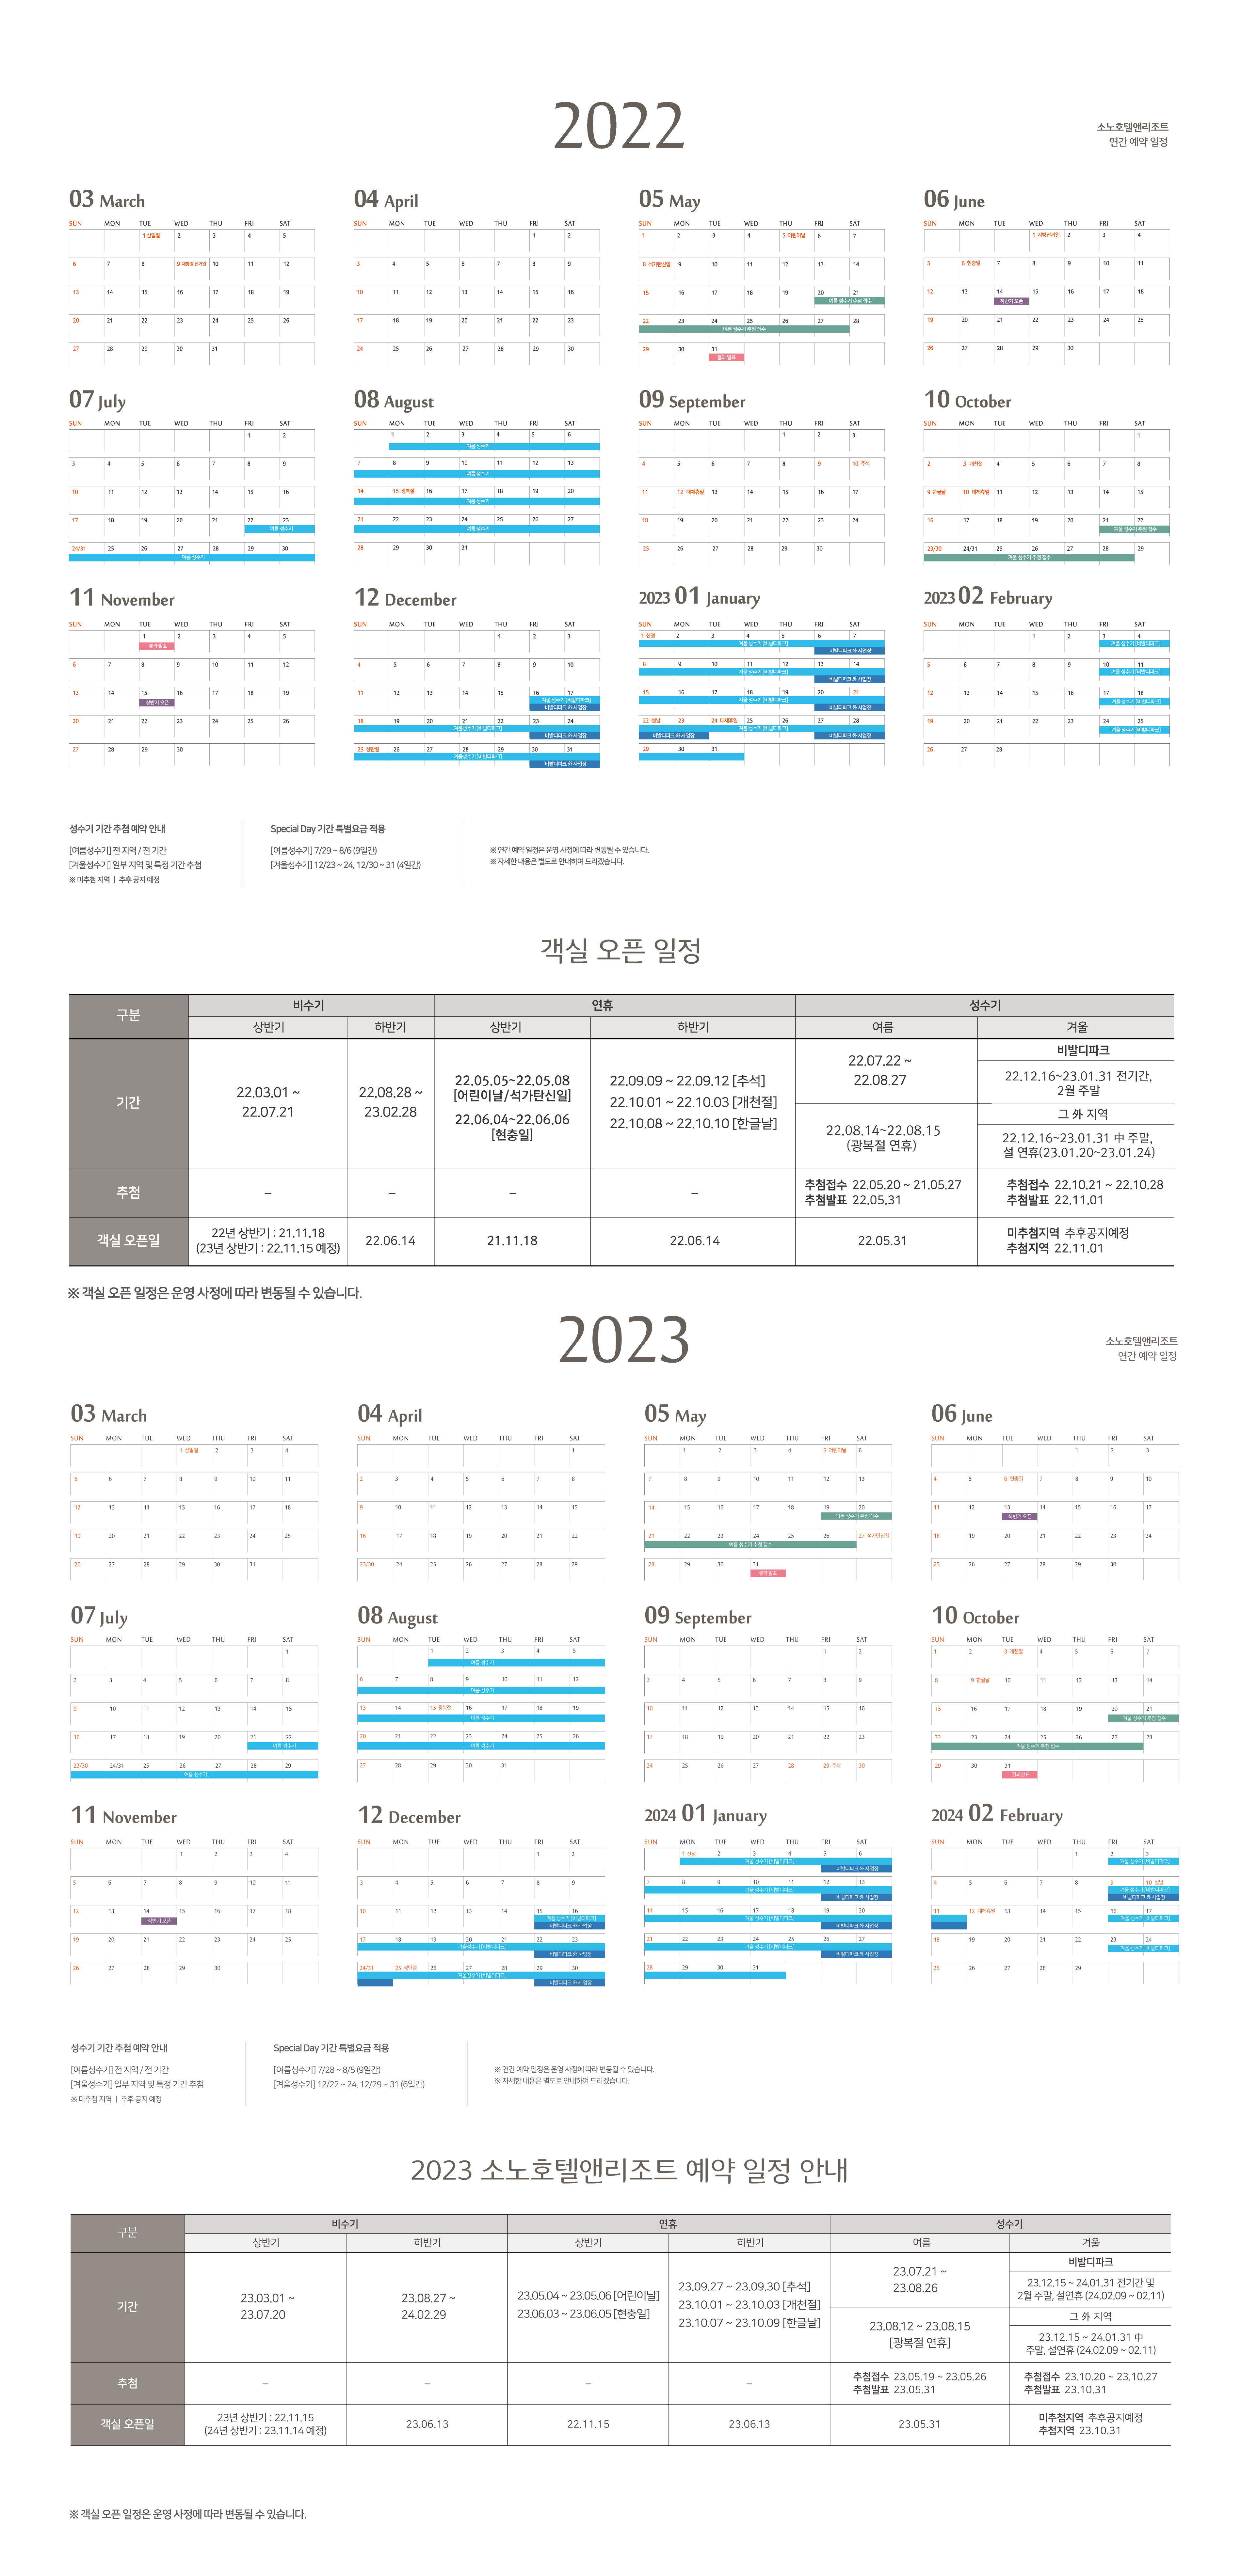 2022
소노호텔앤리조트
연간 예약 일정
03 March
SUN MON TUE WED THU FRI SAT
1 삼일절 2 3 4 5
6 7 8 9 대통령 선거일 10 11 12
13 14 15 16 17 18 19
20 21 22 23 24 25 26
27 28 29 30 31
04 April
SUN MON TUE WED THU FRI SAT
1 2
3 4 5 6 7 8 9
10 11 12 13 14 15 16
17 18 19 20 21 22 23
24 25 26 27 28 29 30
05 May
SUN MON TUE WED THU FRI SAT
1 2 3 4 5 어린이날 6 7
8 석가탄신일 9 10 11 12 13 14
15 16 17 18 19 20 21
여름 성수기 추첨 접수
22 23 24 25 26 27 28
여름 성수기 추첨 접수
29 30 31
결과 발표
06 June
SUN MON TUE WED THU FRI SAT
1 지방선거일 2 3 4
5 6 현충일 7 8 9 10 11
12 13 14 15 16 17 18
하반기 오픈
19 20 21 22 23 24 25
26 27 28 29 30
07 July
SUN MON TUE WED THU FRI SAT
1 2
3 4 5 6 7 8 9
10 11 12 13 14 15 16
17 18 19 20 21 22 23
여름 성수기
24/31 25 26 27 28 29 30
여름 성수기
08 August
SUN MON TUE WED THU FRI SAT
1 2 3 4 5 6
여름 성수기
7 8 9 10 11 12 13
여름 성수기
14 15 광복절 16 17 18 19 20
여름 성수기
21 22 23 24 25 26 27
여름 성수기
28 29 30 31
09 September
SUN MON TUE WED THU FRI SAT
1 2 3
4 5 6 7 8 9 10 추석
11 12 대체휴일 13 14 15 16 17
18 19 20 21 22 23 24
25 26 27 28 29 30
10 October
SUN MON TUE WED THU FRI SAT
1
2 3 개천절 4 5 6 7 8
9 한글날 10 대체휴일 11 12 13 14 15
16 17 18 19 20 21 22
겨울 성수기 추첨 접수
23/30 24/31 25 26 27 28 29
겨울 성수기 추첨 접수
11 November
SUN MON TUE WED THU FRI SAT
1 2 3 4 5
결과 발표
6 7 8 9 10 11 12
13 14 15 16 17 18 19
상반기 오픈
20 21 22 23 24 25 26
27 28 29 30
12 December
SUN MON TUE WED THU FRI SAT
1 2 3
4 5 6 7 8 9 10
11 12 13 14 15 16 17
겨울 성수기 [비발디파크]
비발디파크 外 사업장
18 19 20 21 22 23 24
겨울성수기 [비발디파크]
비발디파크 外 사업장
25 성탄절 26 27 28 29 30 31
겨울성수기 [비발디파크]
비발디파크 外 사업장
2023 01 January
SUN MON TUE WED THU FRI SAT
1 신정 2 3 4 5 6 7
겨울 성수기 [비발디파크]
비발디파크 外 사업장
8 9 10 11 12 13 14
겨울 성수기 [비발디파크]
비발디파크 外 사업장
15 16 17 18 19 20 21
겨울 성수기 [비발디파크]
비발디파크 外 사업장
22 설날 23 24 대체휴일 25 26 27 28
겨울 성수기 [비발디파크]
비발디파크 外 사업장 비발디파크 外 사업장
29 30 31
2023 02 February
SUN MON TUE WED THU FRI SAT
1 2 3 4
겨울 성수기 [비발디파크]
5 6 7 8 9 10 11
겨울 성수기 [비발디파크]
12 13 14 15 16 17 18
겨울 성수기 [비발디파크]
19 20 21 22 23 24 25
겨울 성수기 [비발디파크]
26 27 28
성수기 기간 추첨 예약 안내
[여름성수기] 전 지역 / 전 기간
[겨울성수기] 일부 지역 및 특정 기간 추첨
※ 미추첨 지역 | 추후 공지 예정
Special Day 기간 특별요금 적용
[여름성수기] 7/29 ~ 8/6 (9일간)
[겨울성수기] 12/23 ~ 24, 12/30 ~ 31 (4일간)
※ 연간 예약 일정은 운영 사정에 따라 변동될 수 있습니다.
※ 자세한 내용은 별도로 안내하여 드리겠습니다.
객실 오픈 일정
구분 비수기 연휴 성수기
상반기 하반기 상반기 하반기 여름 겨울
기간
22.03.01 ~
22.07.21
22.08.28 ~
23.02.28
22.05.05~22.05.08
[어린이날/석가탄신일]
22.06.04~22.06.06
[현충일]
22.09.09 ~ 22.09.12 [추석]
22.10.01 ~ 22.10.03 [개천절]
22.10.08 ~ 22.10.10 [한글날]
22.07.22 ~
22.08.27
22.08.14~22.08.15
(광복절 연휴)
비발디파크
22.12.16~23.01.31 전기간,
2월 주말
그 外 지역
22.12.16~23.01.31 中 주말,
설 연휴(23.01.20~23.01.24)
추첨 – – – –
추첨접수 22.05.20 ~ 21.05.27
추첨발표 22.05.31
추첨접수 22.10.21 ~ 22.10.28
추첨발표 22.11.01
객실 오픈일
22년 상반기 : 21.11.18
(23년 상반기 : 22.11.15 예정)
22.06.14
21.11.18
22.06.14
22.05.31
미추첨지역 추후공지예정
추첨지역 22.11.01
※ 객실 오픈 일정은 운영 사정에 따라 변동될 수 있습니다.
2023
소노호텔앤리조트
연간 예약 일정
03 March
SUN MON TUE WED THU FRI SAT
1 삼일절 2 3 4
5 6 7 8 9 10 11
12 13 14 15 16 17 18
19 20 21 22 23 24 25
26 27 28 29 30 31
04 April
SUN MON TUE WED THU FRI SAT
1
2 3 4 5 6 7 8
9 10 11 12 13 14 15
16 17 18 19 20 21 22
23/30 24 25 26 27 28 29
05 May
SUN MON TUE WED THU FRI SAT
1 2 3 4 5 어린이날 6
7 8 9 10 11 12 13
14 15 16 17 18 19 20
여름 성수기 추첨 접수
21 22 23 24 25 26 27 석가탄신일
여름 성수기 추첨 접수
28 29 30 31
결과 발표
06 June
SUN MON TUE WED THU FRI SAT
1 2 3
4 5 6 현충일 7 8 9 10
11 12 13 14 15 16 17
하반기 오픈
18 19 20 21 22 23 24
25 26 27 28 29 30
07 July
SUN MON TUE WED THU FRI SAT
1
2 3 4 5 6 7 8
9 10 11 12 13 14 15
16 17 18 19 20 21 22
여름 성수기
23/30 24/31 25 26 27 28 29
여름 성수기
08 August
SUN MON TUE WED THU FRI SAT
1 2 3 4 5
여름 성수기
6 7 8 9 10 11 12
여름 성수기
13 14 15 광복절 16 17 18 19
여름 성수기
20 21 22 23 24 25 26
여름 성수기
27 28 29 30 31
09 September
SUN MON TUE WED THU FRI SAT
1 2
3 4 5 6 7 8 9
10 11 12 13 14 15 16
17 18 19 20 21 22 23
24 25 26 27 28 29 추석 30
10 October
SUN MON TUE WED THU FRI SAT
1 2 3 개천절 4 5 6 7
8 9 한글날 10 11 12 13 14
15 16 17 18 19 20 21
겨울 성수기 추첨 접수
22 23 24 25 26 27 28
겨울 성수기 추첨 접수
29 30 31
결과발표
11 November
SUN MON TUE WED THU FRI SAT
1 2 3 4
5 6 7 8 9 10 11
12 13 14 15 16 17 18
상반기 오픈
19 20 21 22 23 24 25
26 27 28 29 30
12 December
SUN MON TUE WED THU FRI SAT
1 2
3 4 5 6 7 8 9
10 11 12 13 14 15 16
겨울 성수기 [비발디파크]
비발디파크 外 사업장
17 18 19 20 21 22 23
겨울성수기 [비발디파크]
비발디파크 外 사업장
24/31 25 성탄절 26 27 28 29 30
겨울성수기 [비발디파크]
비발디파크 外 사업장
2024 01 January
SUN MON TUE WED THU FRI SAT
1 신정 2 3 4 5 6
겨울 성수기 [비발디파크]
비발디파크 外 사업장
7 8 9 10 11 12 13
겨울 성수기 [비발디파크]
비발디파크 外 사업장
14 15 16 17 18 19 20
겨울 성수기 [비발디파크]
비발디파크 外 사업장
21 22 23 24 25 26 27
겨울 성수기 [비발디파크]
비발디파크 外 사업장
28 29 30 31
2024 02 February
SUN MON TUE WED THU FRI SAT
1 2 3
겨울 성수기 [비발디파크]
4 5 6 7 8 9 10 설날
겨울 성수기 [비발디파크]
비발디파크 外 사업장
11 12 대체휴일 13 14 15 16 17
겨울 성수기 [비발디파크]
18 19 20 21 22 23 24
겨울 성수기 [비발디파크]
25 26 27 28 29
성수기 기간 추첨 예약 안내
[여름성수기] 전 지역 / 전 기간
[겨울성수기] 일부 지역 및 특정 기간 추첨
※ 미추첨 지역 | 추후 공지 예정
Special Day 기간 특별요금 적용
[여름성수기] 7/28 ~ 8/5 (9일간)
[겨울성수기] 12/22 ~ 24, 12/29 ~ 31 (6일간)
※ 연간 예약 일정은 운영 사정에 따라 변동될 수 있습니다.
※ 자세한 내용은 별도로 안내하여 드리겠습니다.
2023 소노호텔앤리조트 예약 일정 안내
구분 비수기 연휴 성수기
상반기 하반기 상반기 하반기 여름 겨울
기간
23.03.01 ~
23.07.20
23.08.27 ~
24.02.29
23.05.04 ~ 23.05.06 [어린이날]
23.06.03 ~ 23.06.05 [현충일]
23.09.27 ~ 23.09.30 [추석]
23.10.01 ~ 23.10.03 [개천절]
23.10.07 ~ 23.10.09 [한글날]
23.07.21 ~
23.08.26
23.08.12 ~ 23.08.15
[광복절 연휴]
비발디파크
23.12.15 ~ 24.01.31 전기간 및
2월 주말, 설연휴 (24.02.09 ~ 02.11)
그 外 지역
23.12.15 ~ 24.01.31 中
주말, 설연휴 (24.02.09 ~ 02.11)
추첨 – – – –
추첨접수 23.05.19 ~ 23.05.26
추첨발표 23.05.31
추첨접수 23.10.20 ~ 23.10.27
추첨발표 23.10.31
객실 오픈일
23년 상반기 : 22.11.15
(24년 상반기 : 23.11.14 예정)
23.06.13
22.11.15
23.06.13
23.05.31
미추첨지역 추후공지예정
추첨지역 23.10.31
※ 객실 오픈 일정은 운영 사정에 따라 변동될 수 있습니다.